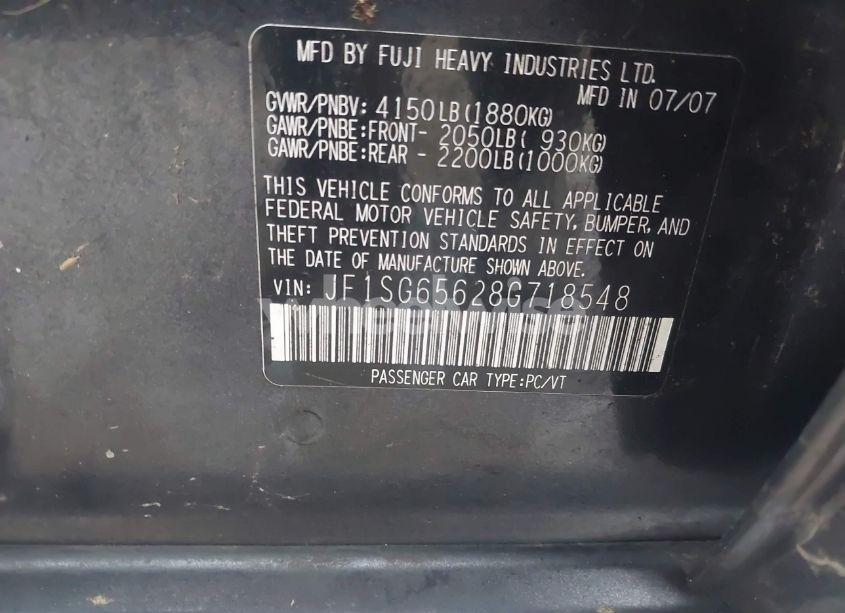 MFD BY FUJI HEAVY INDUSTRIES LTD.
MFD IN 07/07
GVWR/PNBV: 4150LB(1880KG)
GAWR/PNBE:FRONT- 2050LB( 930KG)
GAWR/PNBE:REAR - 2200LB(1000KG)
THIS VEHICLE CONFORMS TO ALL APPLICABLE
FEDERAL MOTOR VEHICLE SAFETY, BUMPER, AND
THEFT PREVENTION STANDARDS IN EFFECT ON
THE DATE OF MANUFACTURE SHOWN ABOVE.
VIN: JF1SG65628G718548
wheelwise
PASSENGER CAR TYPE:PC/VT